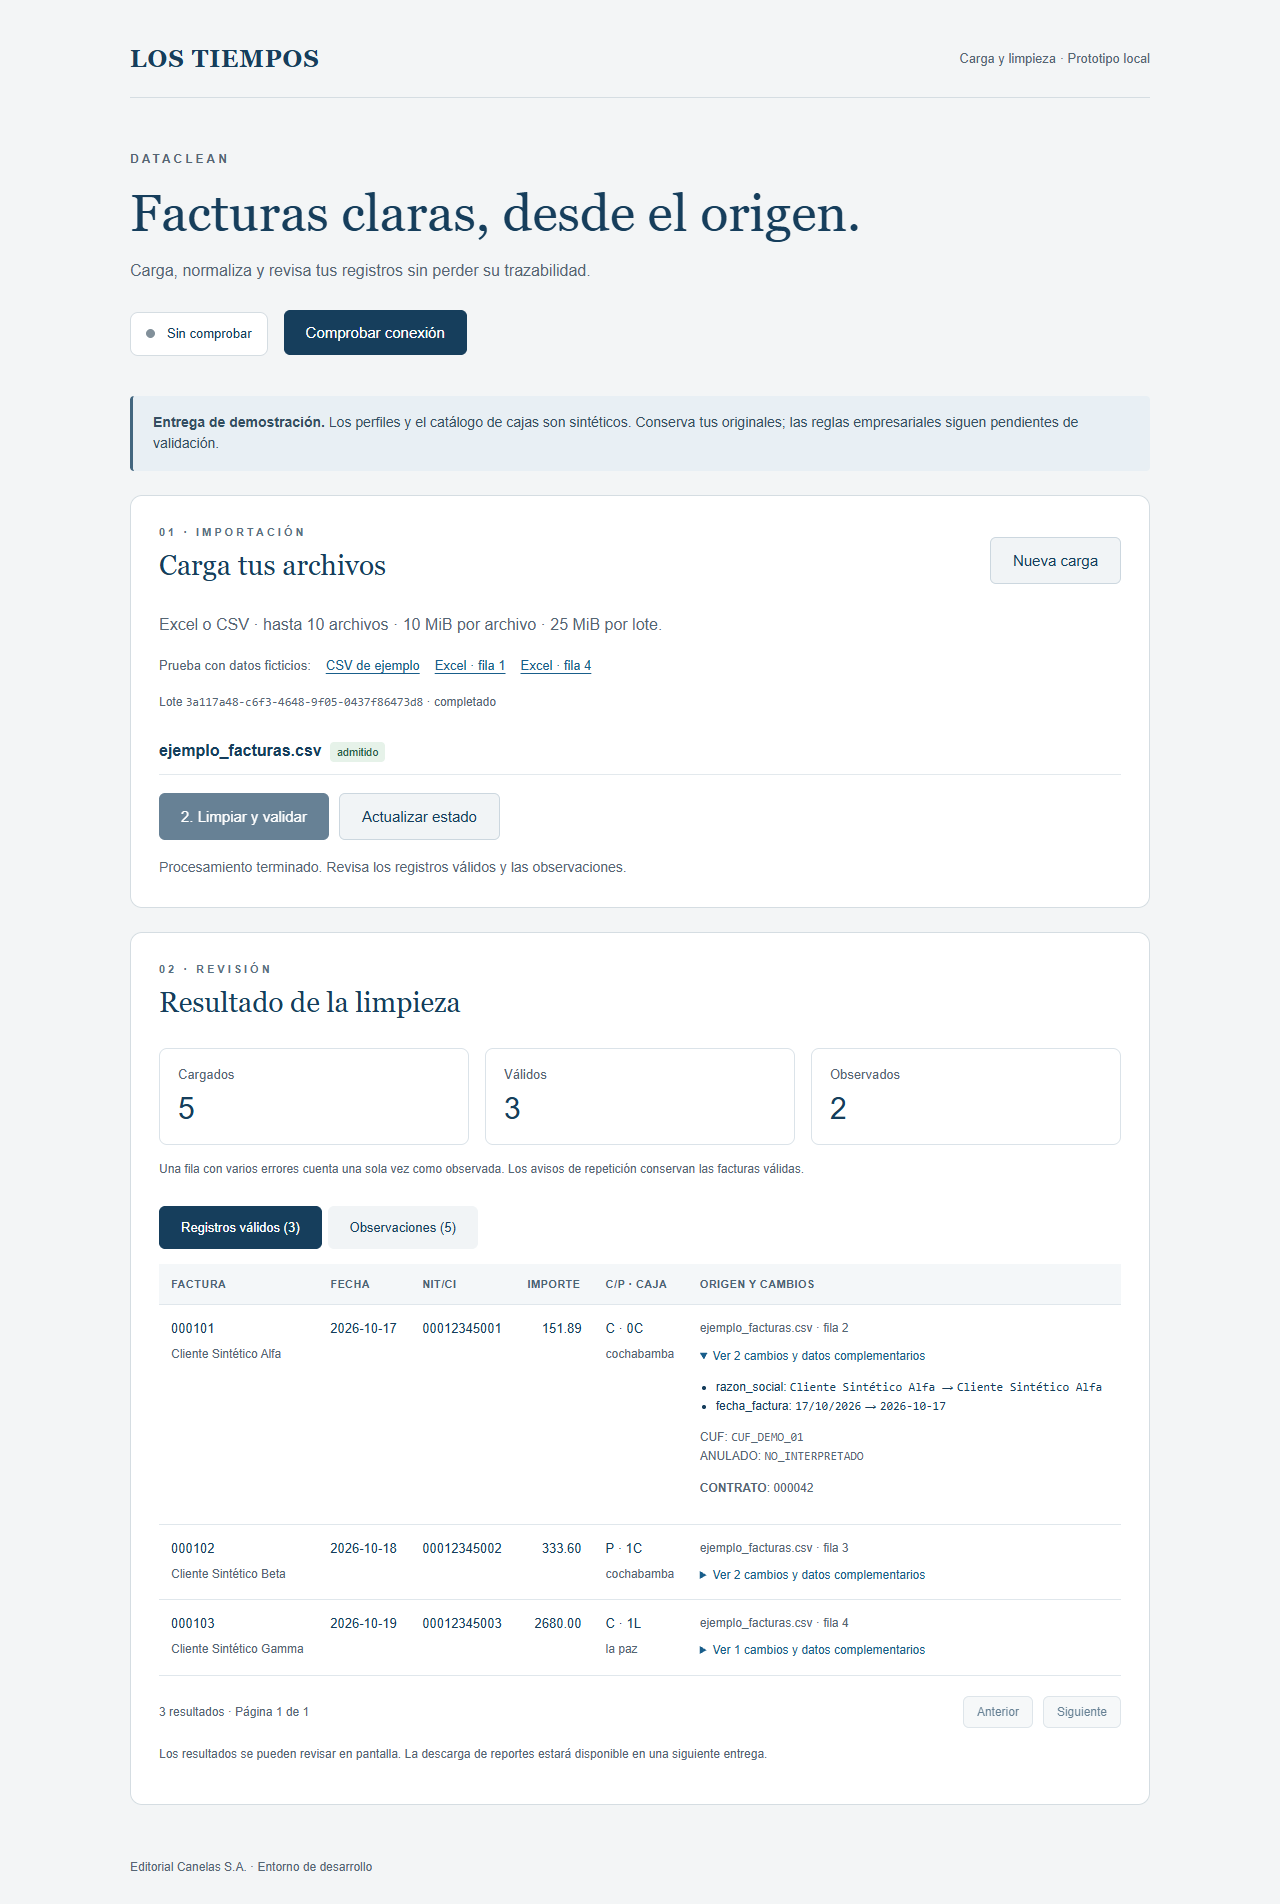 LOS TIEMPOS
Carga y limpieza · Prototipo local
DATACLEAN
Facturas claras, desde el origen.
Carga, normaliza y revisa tus registros sin perder su trazabilidad.
Sin comprobar
Comprobar conexión
Entrega de demostración. Los perfiles y el catálogo de cajas son sintéticos. Conserva tus originales; las reglas empresariales siguen pendientes de
validación.
01 · IMPORTACIÓN
Carga tus archivos
Nueva carga
Excel o CSV · hasta 10 archivos · 10 MiB por archivo · 25 MiB por lote.
Prueba con datos ficticios: CSV de ejemplo Excel · fila 1 Excel · fila 4
Lote 3a117a48-c6f3-4648-9f05-0437f86473d8 · completado
ejemplo_facturas.csv admitido
2. Limpiar y validar Actualizar estado
Procesamiento terminado. Revisa los registros válidos y las observaciones.
02 · REVISIÓN
Resultado de la limpieza
Cargados Válidos Observados
5 3 2
Una fila con varios errores cuenta una sola vez como observada. Los avisos de repetición conservan las facturas válidas.
Registros válidos (3) Observaciones (5)
FACTURA FECHA NIT/CI IMPORTE C/P · CAJA ORIGEN Y CAMBIOS
000101 2026-10-17 00012345001 151.89 C · 0C ejemplo_facturas.csv · fila 2
Cliente Sintético Alfa cochabamba ▼ Ver 2 cambios y datos complementarios
• razon_social: Cliente Sintético Alfa → Cliente Sintético Alfa
• fecha_factura: 17/10/2026 → 2026-10-17
CUF: CUF_DEMO_01
ANULADO: NO_INTERPRETADO
CONTRATO: 000042
000102 2026-10-18 00012345002 333.60 P · 1C ejemplo_facturas.csv · fila 3
Cliente Sintético Beta cochabamba ▶ Ver 2 cambios y datos complementarios
000103 2026-10-19 00012345003 2680.00 C · 1L ejemplo_facturas.csv · fila 4
Cliente Sintético Gamma la paz ▶ Ver 1 cambios y datos complementarios
3 resultados · Página 1 de 1 Anterior Siguiente
Los resultados se pueden revisar en pantalla. La descarga de reportes estará disponible en una siguiente entrega.
Editorial Canelas S.A. · Entorno de desarrollo